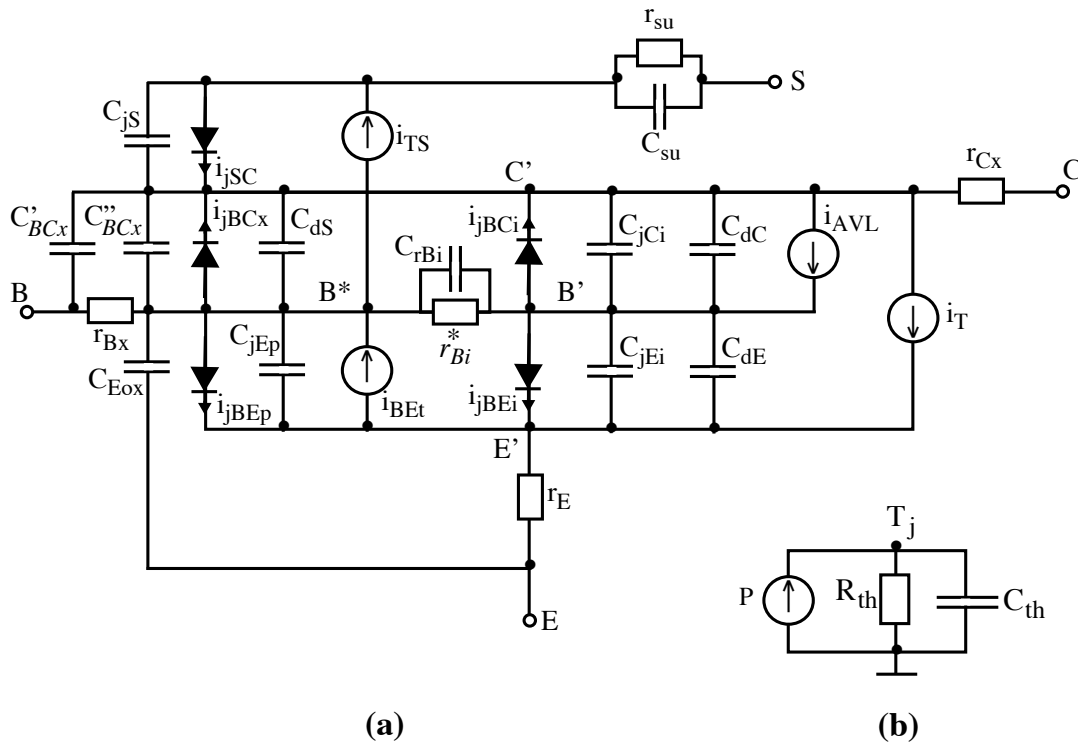 r_su
S
C_jS
i_TS
C_su
i_jSC
C'
r_Cx
C
C'_BCx
C''_BCx
i_jBCx
C_dS
i_jBCi
C_jCi
C_dC
i_AVL
C_rBi
B
B*
B'
r_Bx
C_jEp
r*_Bi
C_jEi
C_dE
i_T
C_Eox
i_jBEp
i_BEt
i_jBEi
E'
r_E
T_j
P
R_th
C_th
E
(a)
(b)